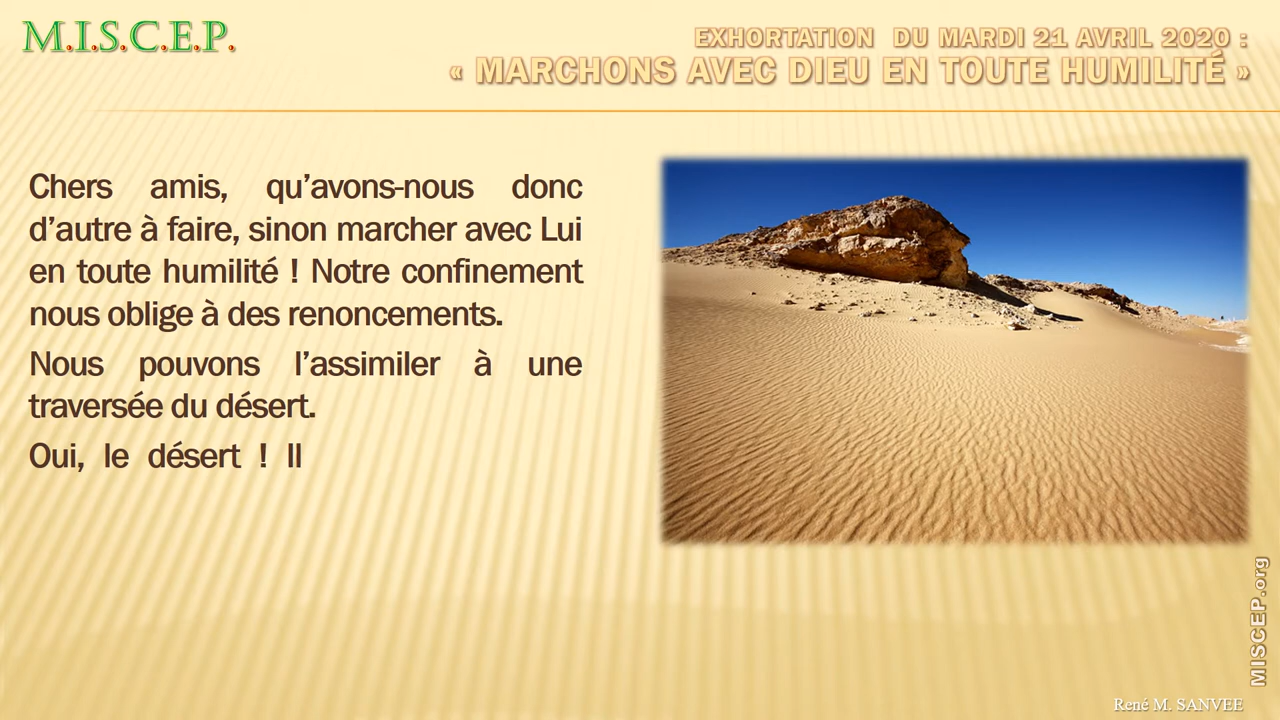 M.I.S.C.E.P.
EXHORTATION DU MARDI 21 AVRIL 2020 :
« MARCHONS AVEC DIEU EN TOUTE HUMILITÉ »
Chers amis, qu’avons-nous donc
d’autre à faire, sinon marcher avec Lui
en toute humilité ! Notre confinement
nous oblige à des renoncements.
Nous pouvons l’assimiler à une
traversée du désert.
Oui, le désert ! Il
MISCEP.org
René M. SANVEE